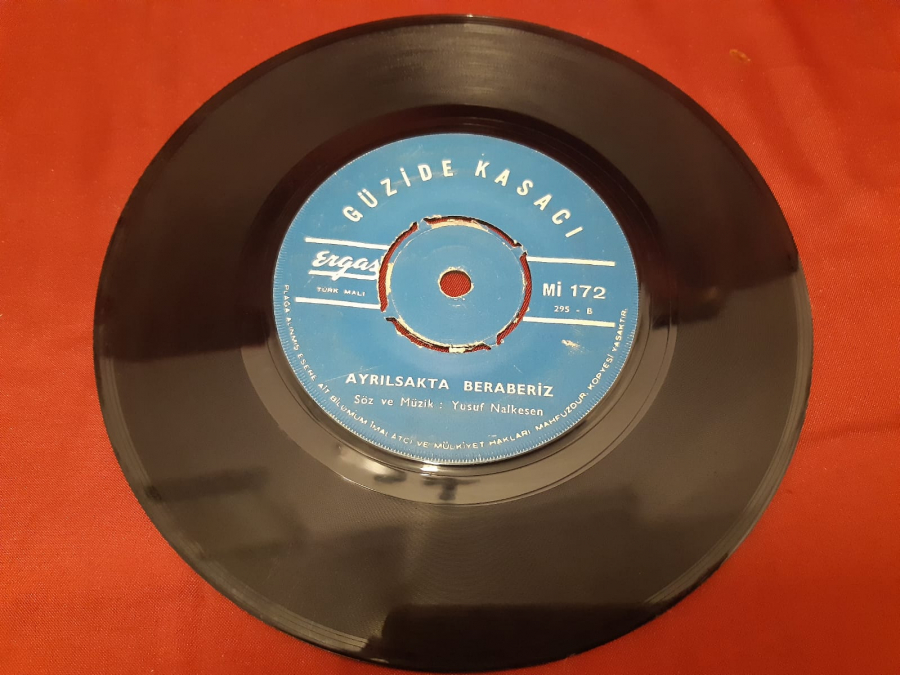 GÜZİDE KASACI
Ergas
TÜRK MALI
Mİ 172
295 - B
AYRILSAKTA BERABERİZ
Söz ve Müzik : Yusuf Nalkesen
PLAĞA ALINMIŞ ESERE AİT BİLUMUM İMALATÇI VE MÜLKİYET HAKLARI MAHFUZDUR. KOPYESİ YASAKTIR.